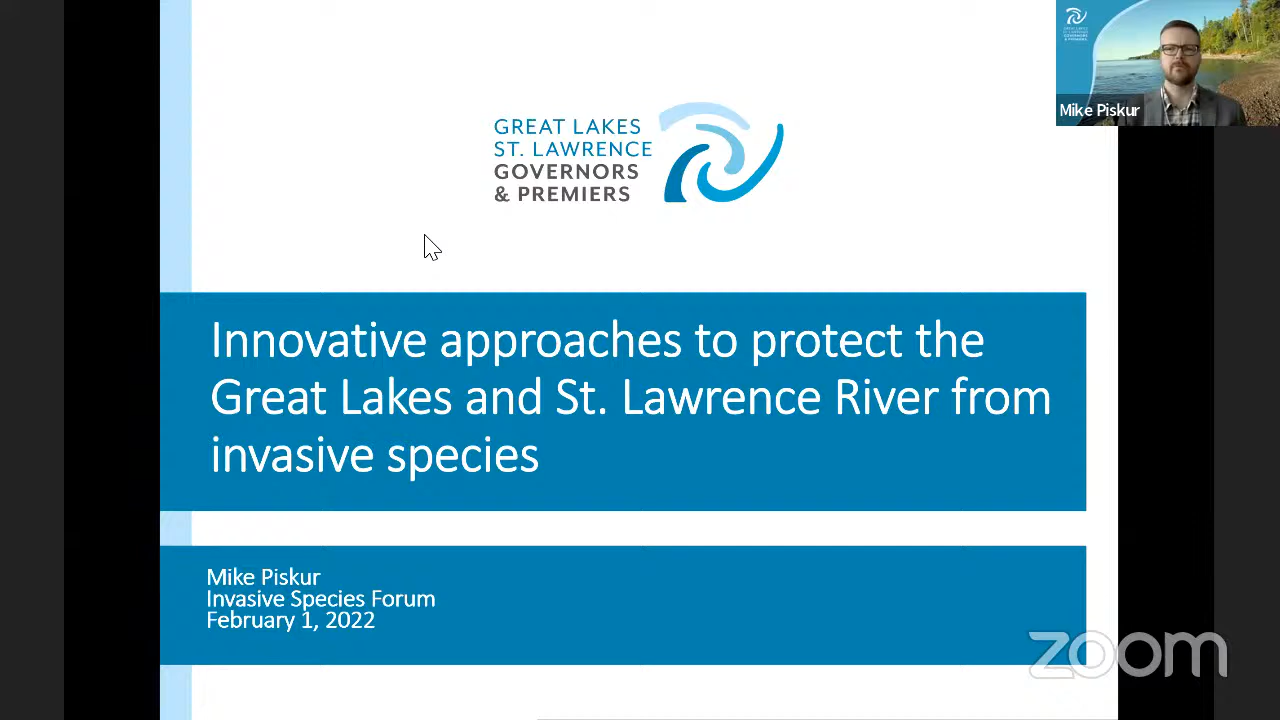 GREAT LAKES
ST. LAWRENCE
GOVERNORS
& PREMIERS
Mike Piskur
Innovative approaches to protect the
Great Lakes and St. Lawrence River from
invasive species
Mike Piskur
Invasive Species Forum
February 1, 2022
zoom